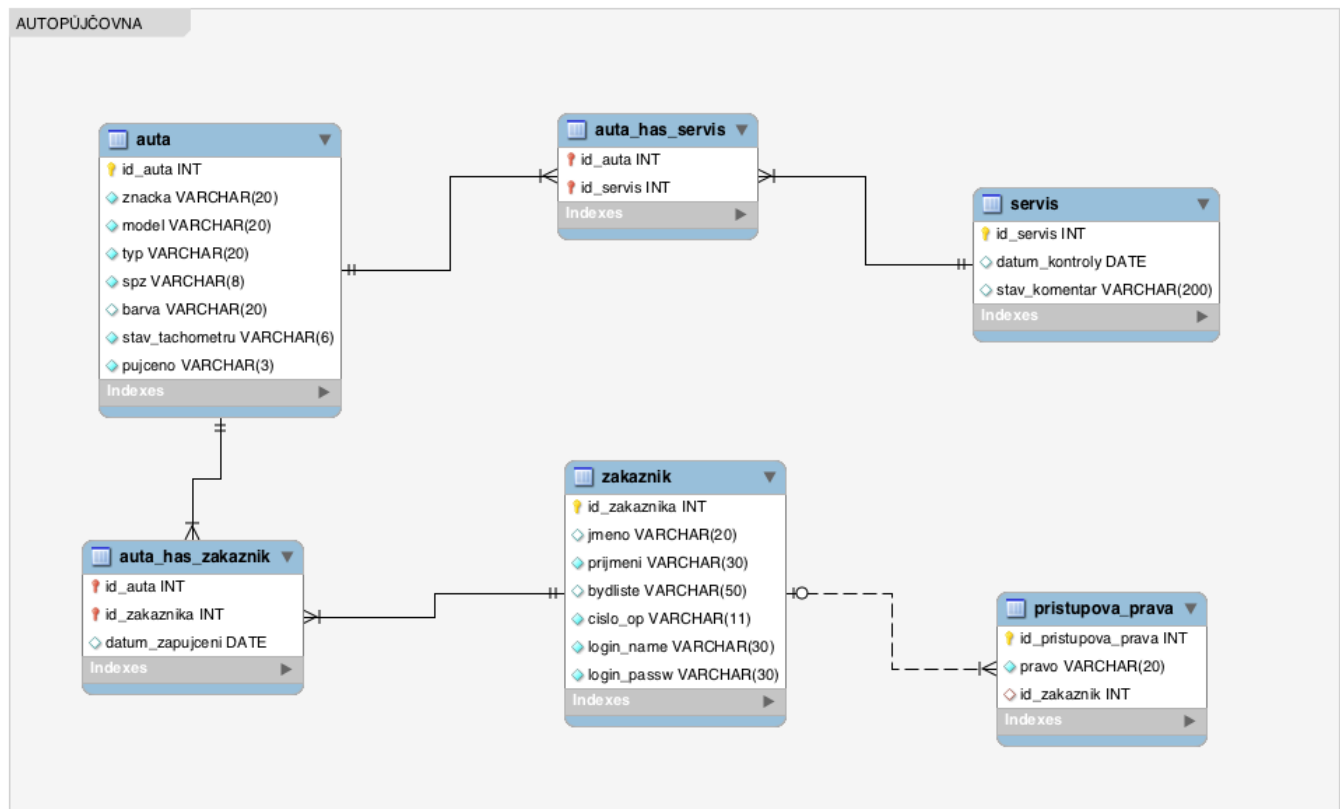 AUTOPŮJČOVNA
auta
id_auta INT
znacka VARCHAR(20)
model VARCHAR(20)
typ VARCHAR(20)
spz VARCHAR(8)
barva VARCHAR(20)
stav_tachometru VARCHAR(6)
pujceno VARCHAR(3)
Indexes
auta_has_servis
id_auta INT
id_servis INT
Indexes
servis
id_servis INT
datum_kontroly DATE
stav_komentar VARCHAR(200)
Indexes
auta_has_zakaznik
id_auta INT
id_zakaznika INT
datum_zapujceni DATE
Indexes
zakaznik
id_zakaznika INT
jmeno VARCHAR(20)
prijmeni VARCHAR(30)
bydliste VARCHAR(50)
cislo_op VARCHAR(11)
login_name VARCHAR(30)
login_passw VARCHAR(30)
Indexes
pristupova_prava
id_pristupova_prava INT
pravo VARCHAR(20)
id_zakaznik INT
Indexes